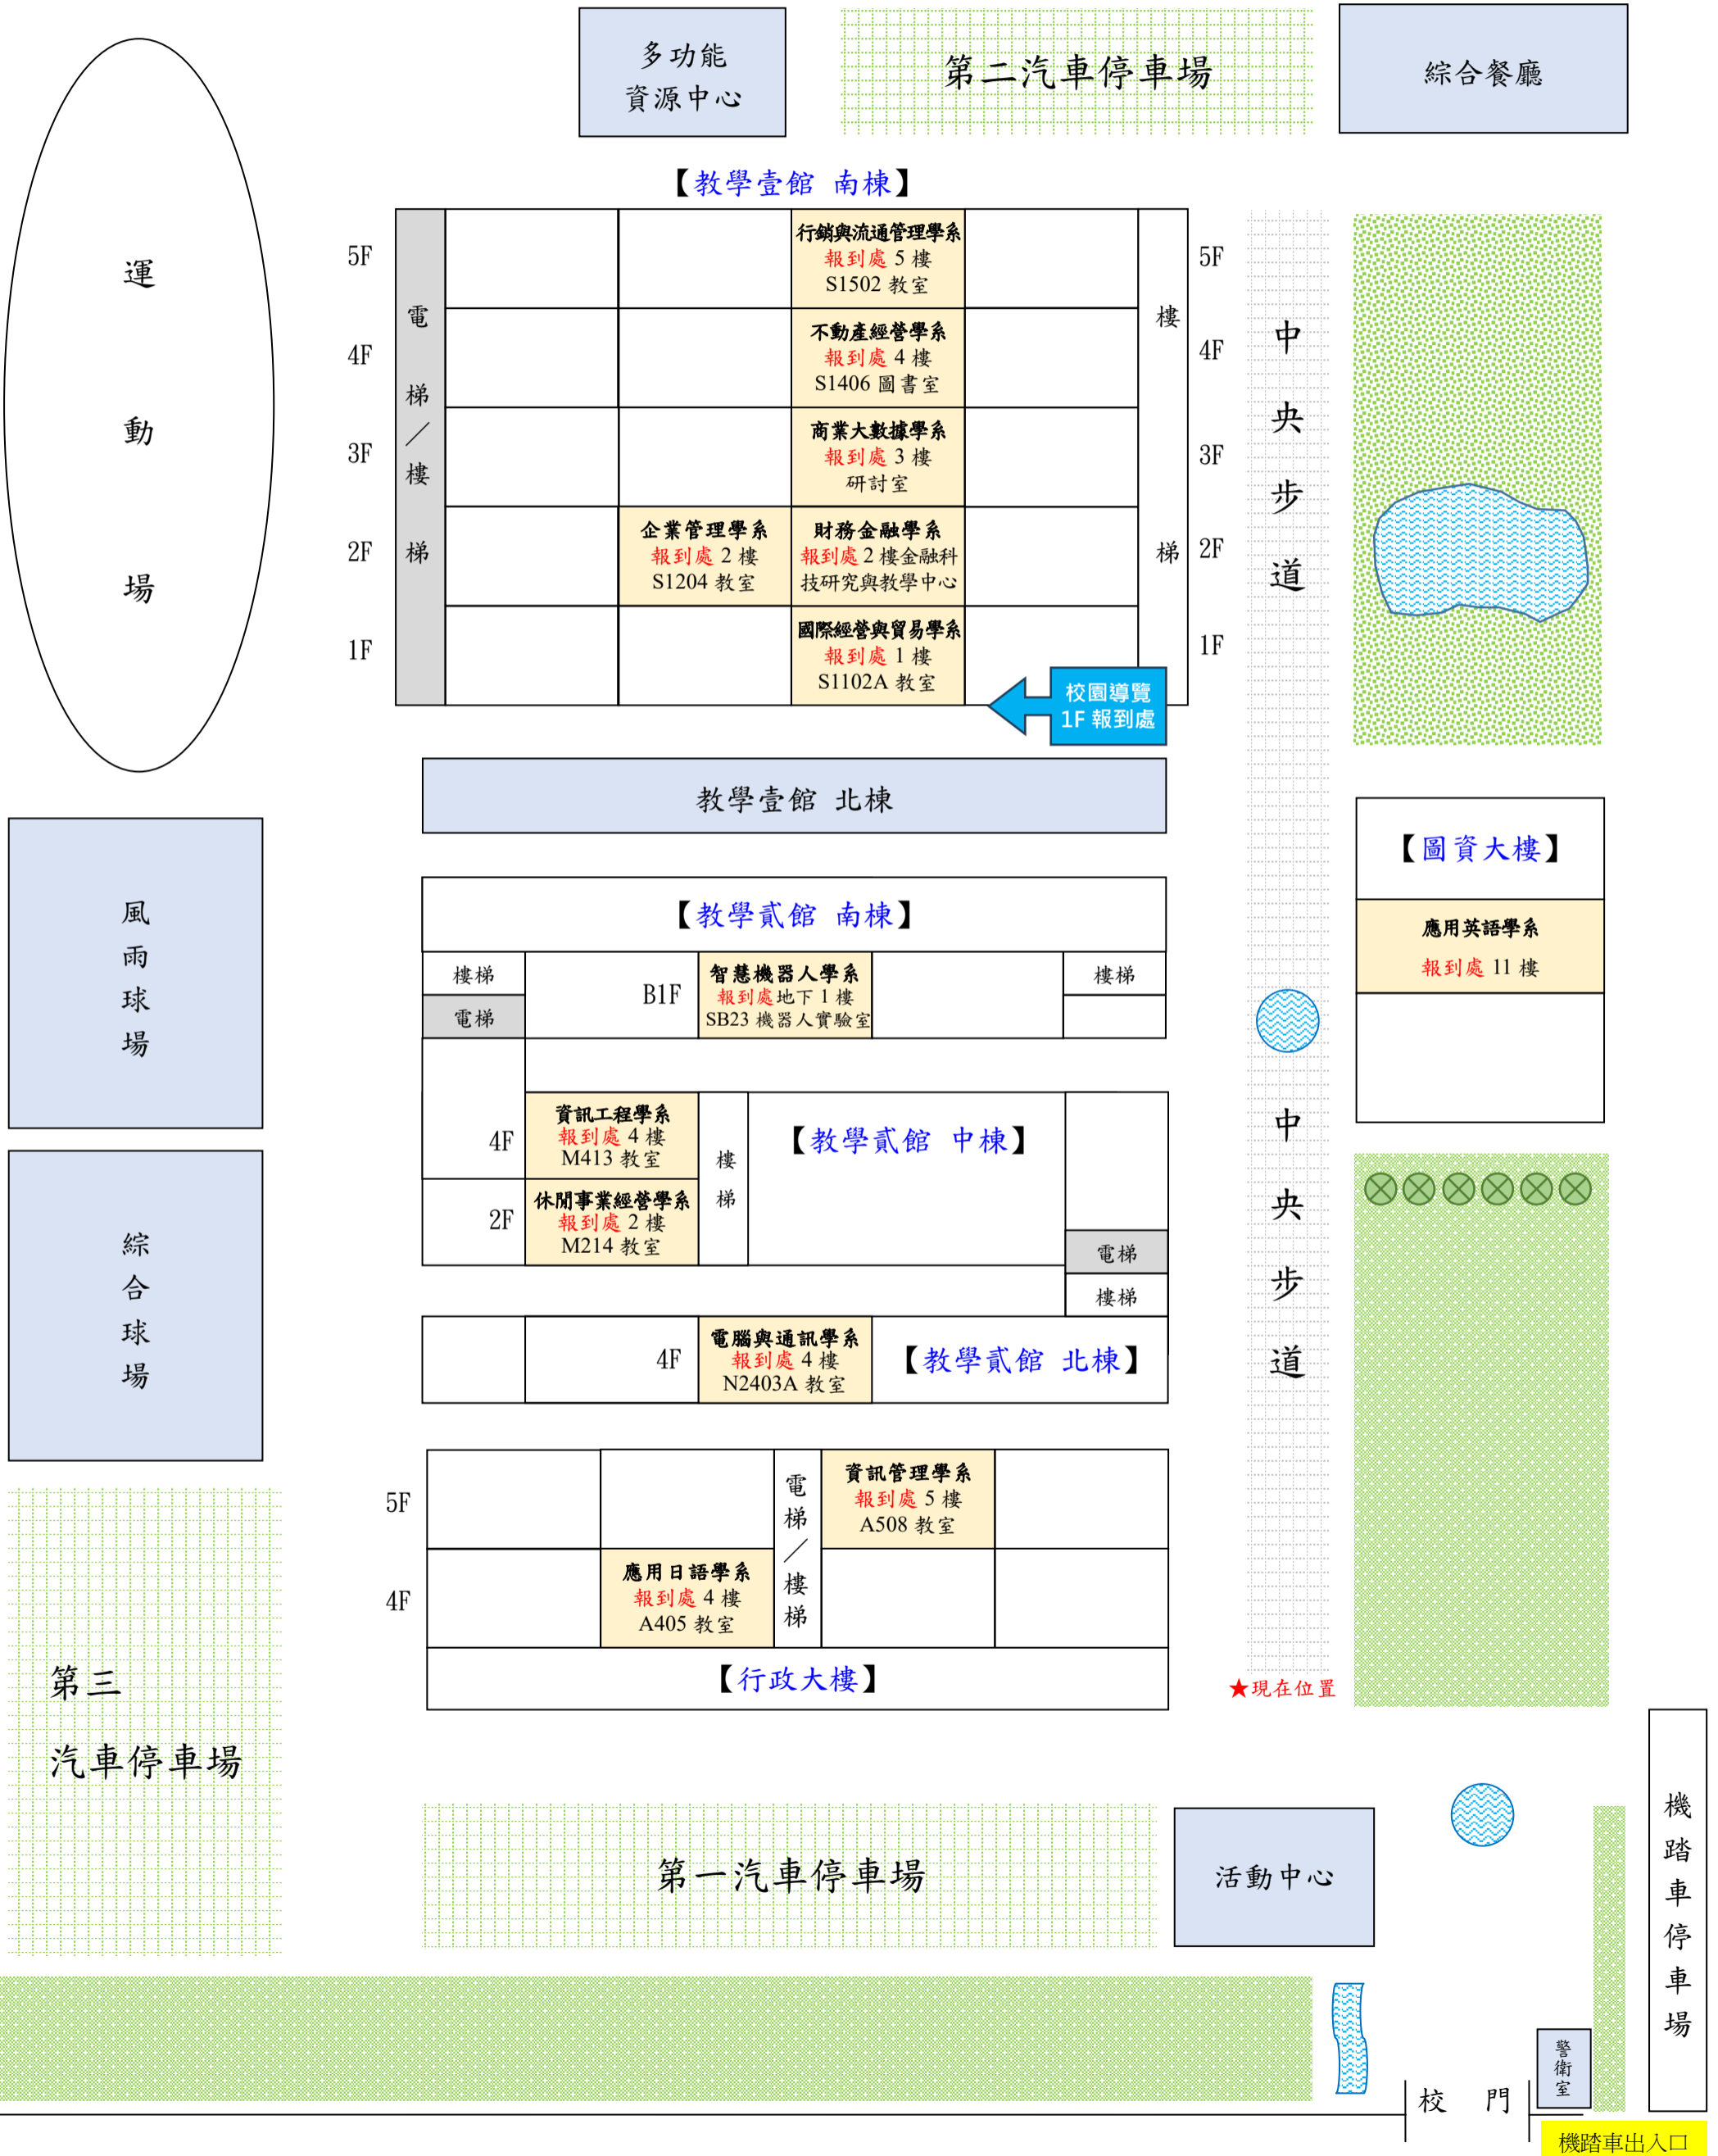 多功能
資源中心
第二汽車停車場
綜合餐廳
運動場
【教學壹館 南棟】
電梯／樓梯
樓梯
5F
行銷與流通管理學系
報到處 5 樓
S1502 教室
5F
4F
不動產經營學系
報到處 4 樓
S1406 圖書室
4F
3F
商業大數據學系
報到處 3 樓
研討室
3F
2F
企業管理學系
報到處 2 樓
S1204 教室
財務金融學系
報到處 2 樓金融科
技研究與教學中心
2F
1F
國際經營與貿易學系
報到處 1 樓
S1102A 教室
1F
校園導覽
1F 報到處
中央步道
教學壹館 北棟
風雨球場
【圖資大樓】
應用英語學系
報到處 11 樓
【教學貳館 南棟】
樓梯
電梯
B1F
智慧機器人學系
報到處地下 1 樓
SB23 機器人實驗室
樓梯
4F
資訊工程學系
報到處 4 樓
M413 教室
2F
休閒事業經營學系
報到處 2 樓
M214 教室
樓梯
【教學貳館 中棟】
電梯
樓梯
中央步道
綜合球場
4F
電腦與通訊學系
報到處 4 樓
N2403A 教室
【教學貳館 北棟】
5F
電梯／樓梯
資訊管理學系
報到處 5 樓
A508 教室
4F
應用日語學系
報到處 4 樓
A405 教室
【行政大樓】
★現在位置
第三
汽車停車場
第一汽車停車場
活動中心
機踏車停車場
警衛室
校 門
機踏車出入口